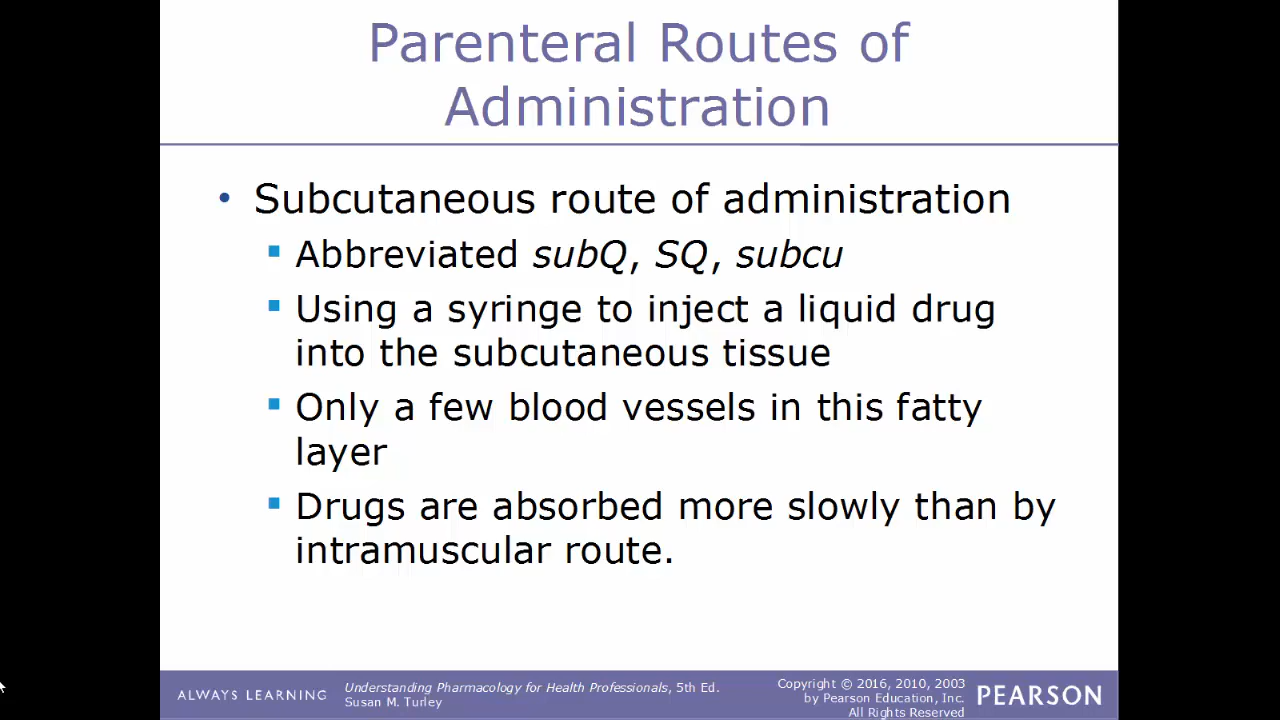 Parenteral Routes of
Administration
• Subcutaneous route of administration
▪ Abbreviated subQ, SQ, subcu
▪ Using a syringe to inject a liquid drug
into the subcutaneous tissue
▪ Only a few blood vessels in this fatty
layer
▪ Drugs are absorbed more slowly than by
intramuscular route.
ALWAYS LEARNING
Understanding Pharmacology for Health Professionals, 5th Ed.
Susan M. Turley
Copyright © 2016, 2010, 2003
by Pearson Education, Inc.
All Rights Reserved
PEARSON